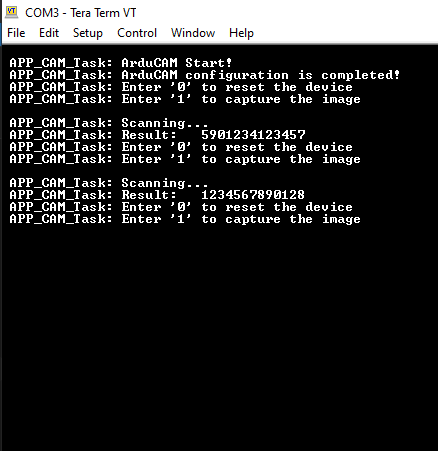 COM3 - Tera Term VT
File Edit Setup Control Window Help
APP_CAM_Task: ArduCAM Start!
APP_CAM_Task: ArduCAM configuration is completed!
APP_CAM_Task: Enter '0' to reset the device
APP_CAM_Task: Enter '1' to capture the image
APP_CAM_Task: Scanning...
APP_CAM_Task: Result:   5901234123457
APP_CAM_Task: Enter '0' to reset the device
APP_CAM_Task: Enter '1' to capture the image
APP_CAM_Task: Scanning...
APP_CAM_Task: Result:   1234567890128
APP_CAM_Task: Enter '0' to reset the device
APP_CAM_Task: Enter '1' to capture the image